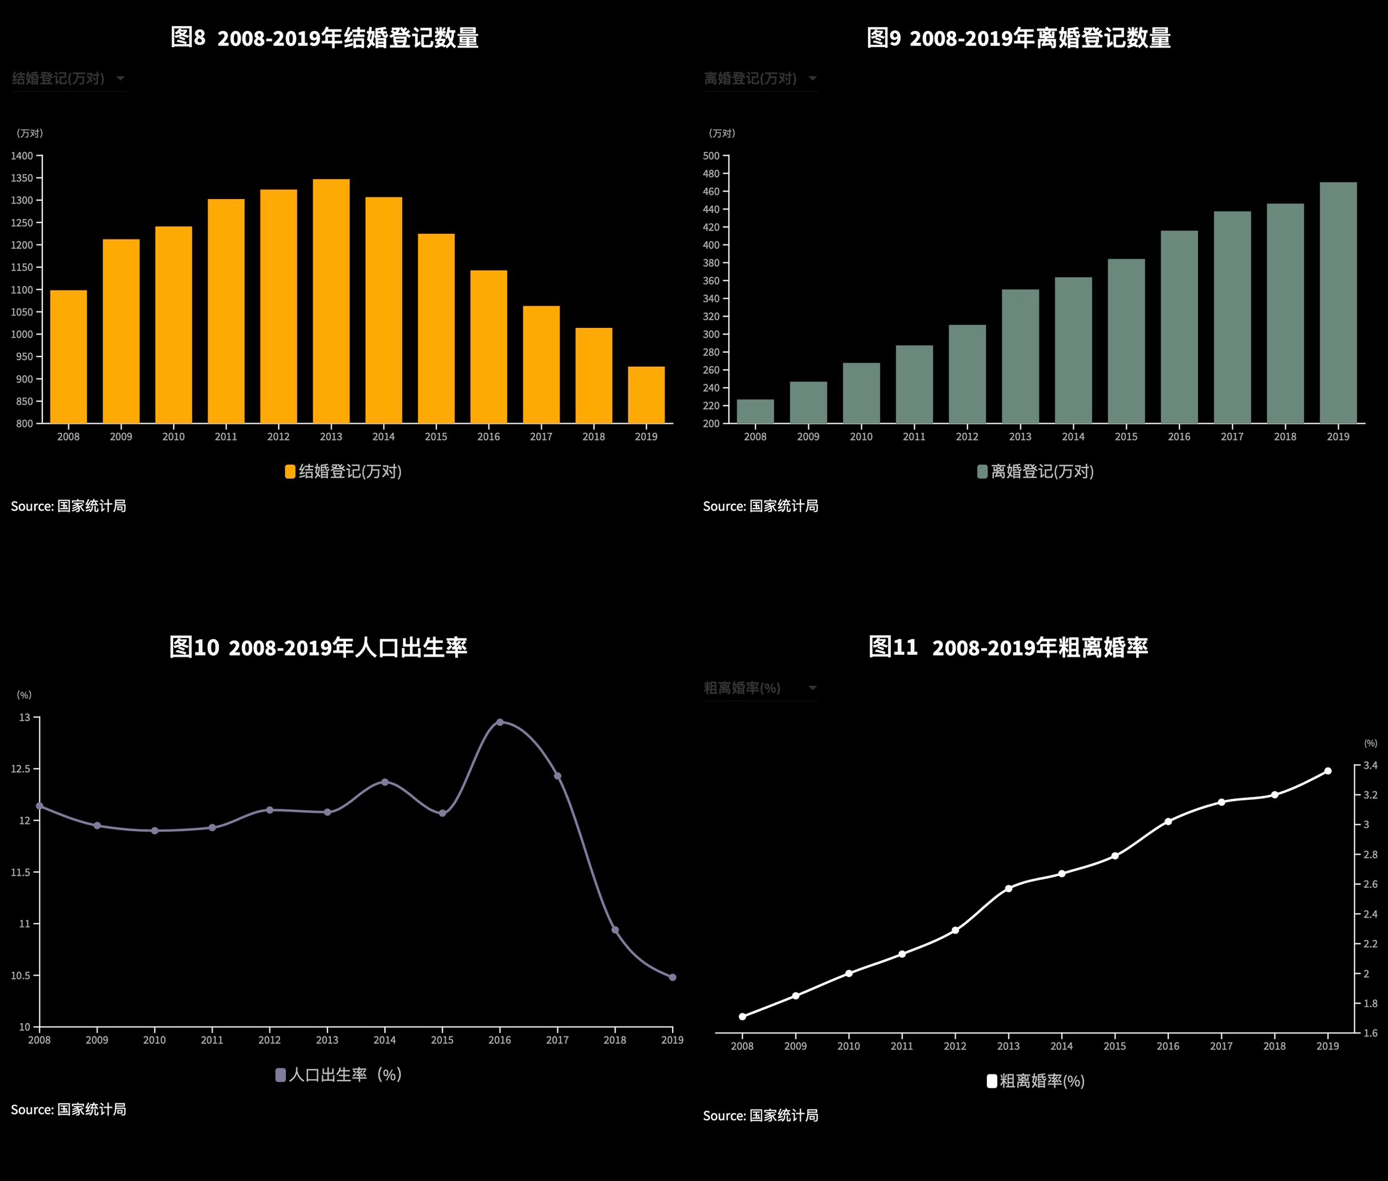 图8 2008-2019年结婚登记数量
结婚登记(万对)
(万对)
1400
1350
1300
1250
1200
1150
1100
1050
1000
950
900
850
800
2008 2009 2010 2011 2012 2013 2014 2015 2016 2017 2018 2019
结婚登记(万对)
Source: 国家统计局
图9 2008-2019年离婚登记数量
离婚登记(万对)
(万对)
500
480
460
440
420
400
380
360
340
320
300
280
260
240
220
200
2008 2009 2010 2011 2012 2013 2014 2015 2016 2017 2018 2019
离婚登记(万对)
Source: 国家统计局
图10 2008-2019年人口出生率
(%)
13
12.5
12
11.5
11
10.5
10
2008 2009 2010 2011 2012 2013 2014 2015 2016 2017 2018 2019
人口出生率（%）
Source: 国家统计局
图11 2008-2019年粗离婚率
粗离婚率(%)
(%)
3.4
3.2
3
2.8
2.6
2.4
2.2
2
1.8
1.6
2008 2009 2010 2011 2012 2013 2014 2015 2016 2017 2018 2019
粗离婚率(%)
Source: 国家统计局